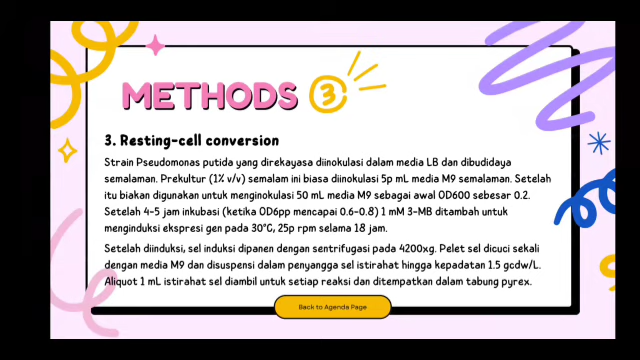 METHODS 3
3. Resting-cell conversion
Strain Pseudomonas putida yang direkayasa diinokulasi dalam media LB dan dibudidaya
semalaman. Prekultur (1% v/v) semalam ini biasa diinokulasi 5p mL media M9 semalaman. Setelah
itu biakan digunakan untuk menginokulasi 50 mL media M9 sebagai awal OD600 sebesar 0.2.
Setelah 4-5 jam inkubasi (ketika OD6pp mencapai 0.6-0.8) 1 mM 3-MB ditambah untuk
menginduksi ekspresi gen pada 30°C, 25p rpm selama 18 jam.
Setelah diinduksi, sel induksi dipanen dengan sentrifugasi pada 4200xg. Pelet sel dicuci sekali
dengan media M9 dan disuspensi dalam penyangga sel istirahat hingga kepadatan 1.5 gcdw/L.
Aliquot 1 mL istirahat sel diambil untuk setiap reaksi dan ditempatkan dalam tabung pyrex.
Back to Agenda Page